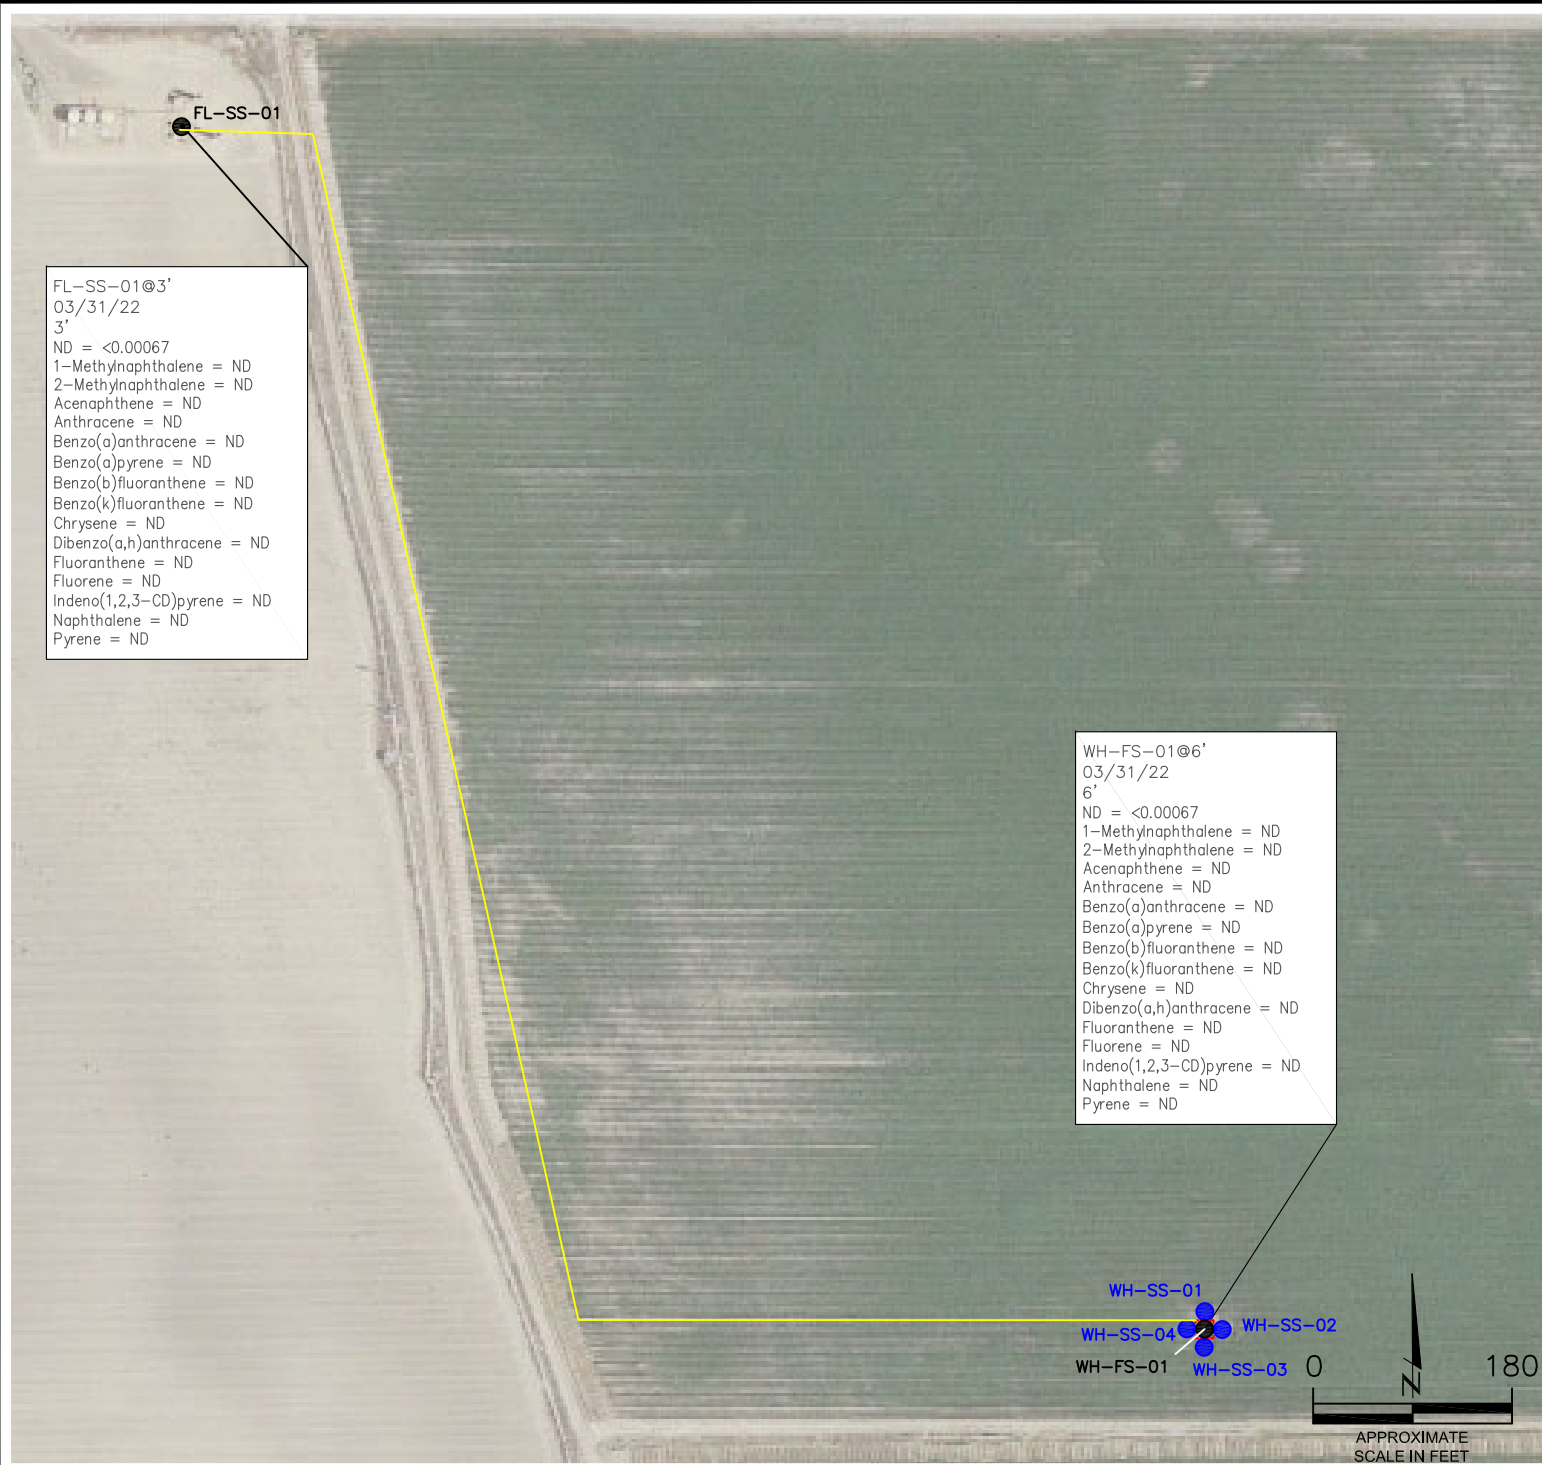 FL-SS-01
FL-SS-01@3'
03/31/22
3'
ND = <0.00067
1-Methylnaphthalene = ND
2-Methylnaphthalene = ND
Acenaphthene = ND
Anthracene = ND
Benzo(a)anthracene = ND
Benzo(a)pyrene = ND
Benzo(b)fluoranthene = ND
Benzo(k)fluoranthene = ND
Chrysene = ND
Dibenzo(a,h)anthracene = ND
Fluoranthene = ND
Fluorene = ND
Indeno(1,2,3-CD)pyrene = ND
Naphthalene = ND
Pyrene = ND
WH-FS-01@6'
03/31/22
6'
ND = <0.00067
1-Methylnaphthalene = ND
2-Methylnaphthalene = ND
Acenaphthene = ND
Anthracene = ND
Benzo(a)anthracene = ND
Benzo(a)pyrene = ND
Benzo(b)fluoranthene = ND
Benzo(k)fluoranthene = ND
Chrysene = ND
Dibenzo(a,h)anthracene = ND
Fluoranthene = ND
Fluorene = ND
Indeno(1,2,3-CD)pyrene = ND
Naphthalene = ND
Pyrene = ND
WH-SS-01
WH-SS-02
WH-SS-04
WH-FS-01
WH-SS-03
0 180
N
APPROXIMATE
SCALE IN FEET